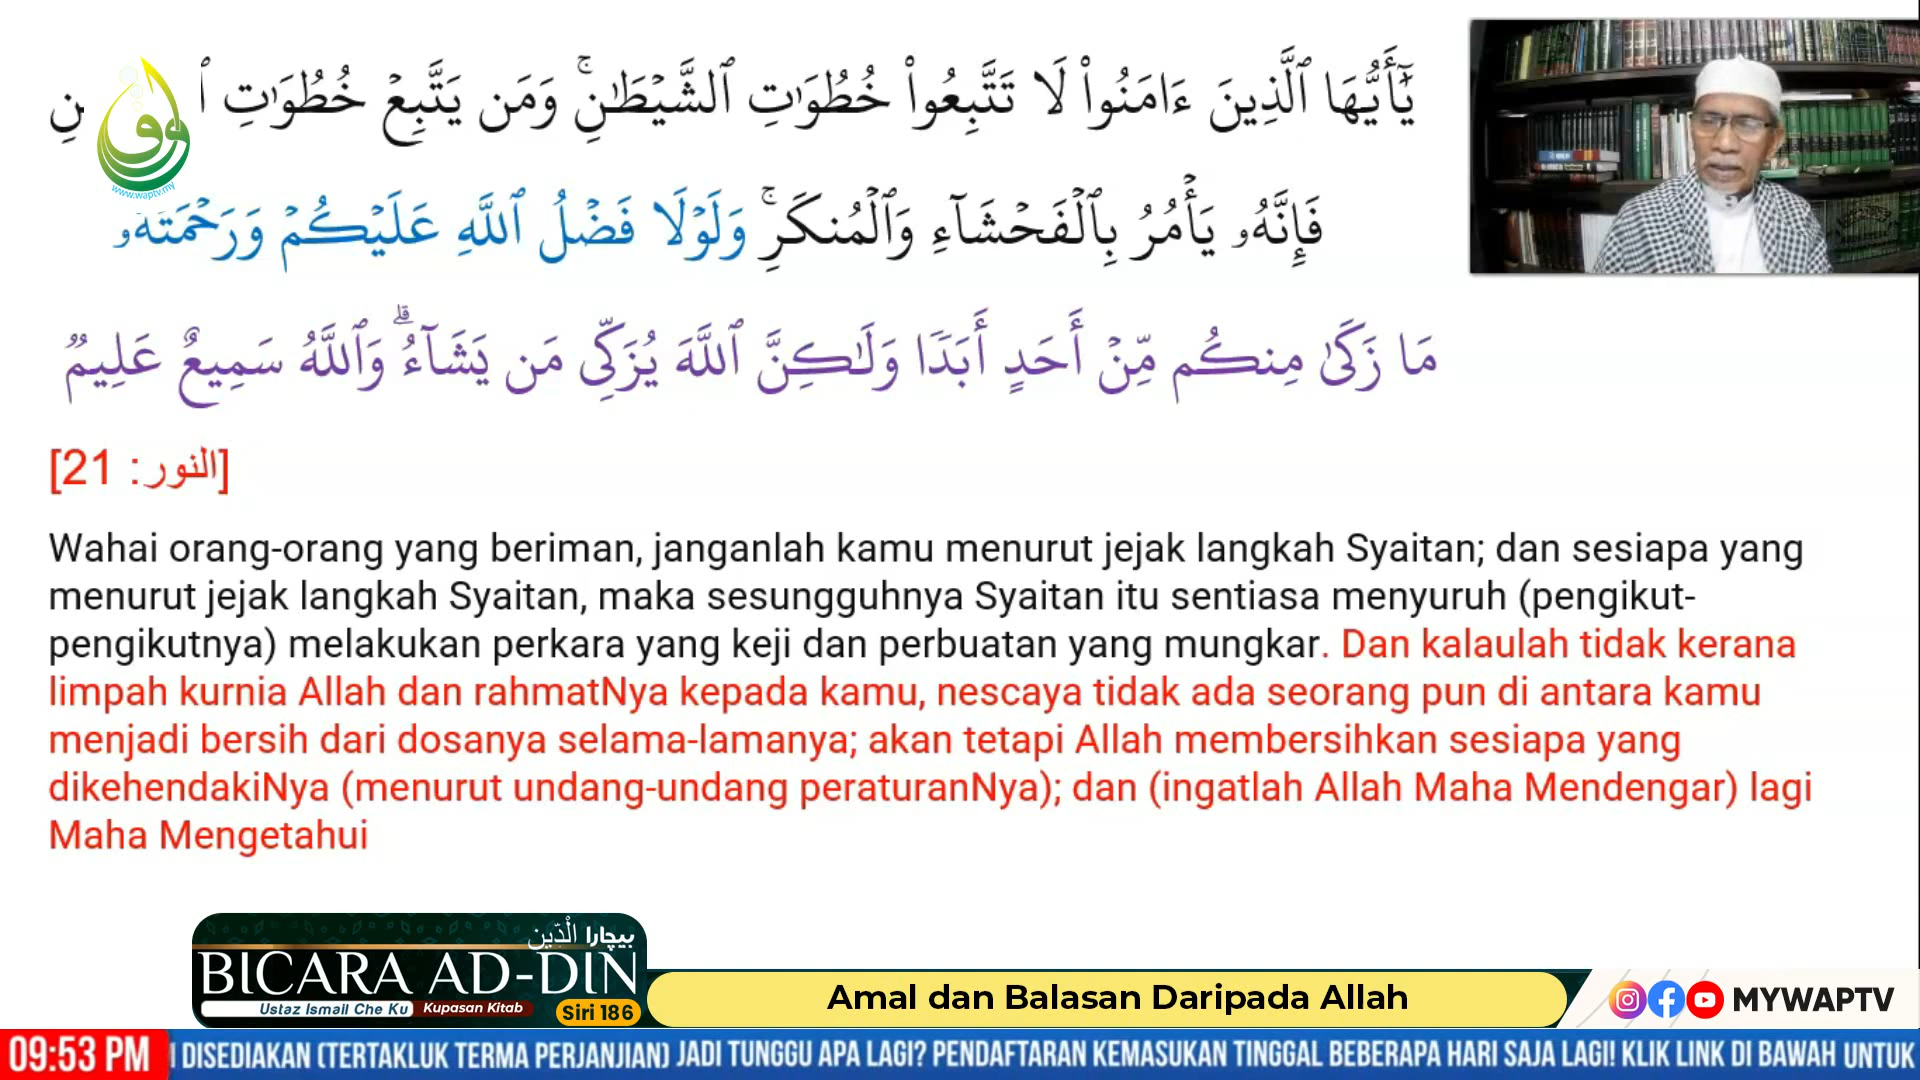 يَٰٓأَيُّهَا ٱلَّذِينَ ءَامَنُوا۟ لَا تَتَّبِعُوا۟ خُطُوَٰتِ ٱلشَّيْطَٰنِ ۚ وَمَن يَتَّبِعْ خُطُوَٰتِ
فَإِنَّهُۥ يَأْمُرُ بِٱلْفَحْشَآءِ وَٱلْمُنكَرِ ۚ وَلَوْلَا فَضْلُ ٱللَّهِ عَلَيْكُمْ وَرَحْمَتُهُۥ
مَا زَكَىٰ مِنكُم مِّنْ أَحَدٍ أَبَدًا وَلَٰكِنَّ ٱللَّهَ يُزَكِّى مَن يَشَآءُ ۗ وَٱللَّهُ سَمِيعٌ عَلِيمٌ
[النور: 21]
Wahai orang-orang yang beriman, janganlah kamu menurut jejak langkah Syaitan; dan sesiapa yang
menurut jejak langkah Syaitan, maka sesungguhnya Syaitan itu sentiasa menyuruh (pengikut-
pengikutnya) melakukan perkara yang keji dan perbuatan yang mungkar. Dan kalaulah tidak kerana
limpah kurnia Allah dan rahmatNya kepada kamu, nescaya tidak ada seorang pun di antara kamu
menjadi bersih dari dosanya selama-lamanya; akan tetapi Allah membersihkan sesiapa yang
dikehendakiNya (menurut undang-undang peraturanNya); dan (ingatlah Allah Maha Mendengar) lagi
Maha Mengetahui
www.waptv.my
بيچارا الدّين
BICARA AD-DIN
Ustaz Ismail Che Ku Kupasan Kitab
Siri 186
Amal dan Balasan Daripada Allah
MYWAPTV
09:53 PM DISEDIAKAN (TERTAKLUK TERMA PERJANJIAN) JADI TUNGGU APA LAGI? PENDAFTARAN KEMASUKAN TINGGAL BEBERAPA HARI SAJA LAGI! KLIK LINK DI BAWAH UNTUK